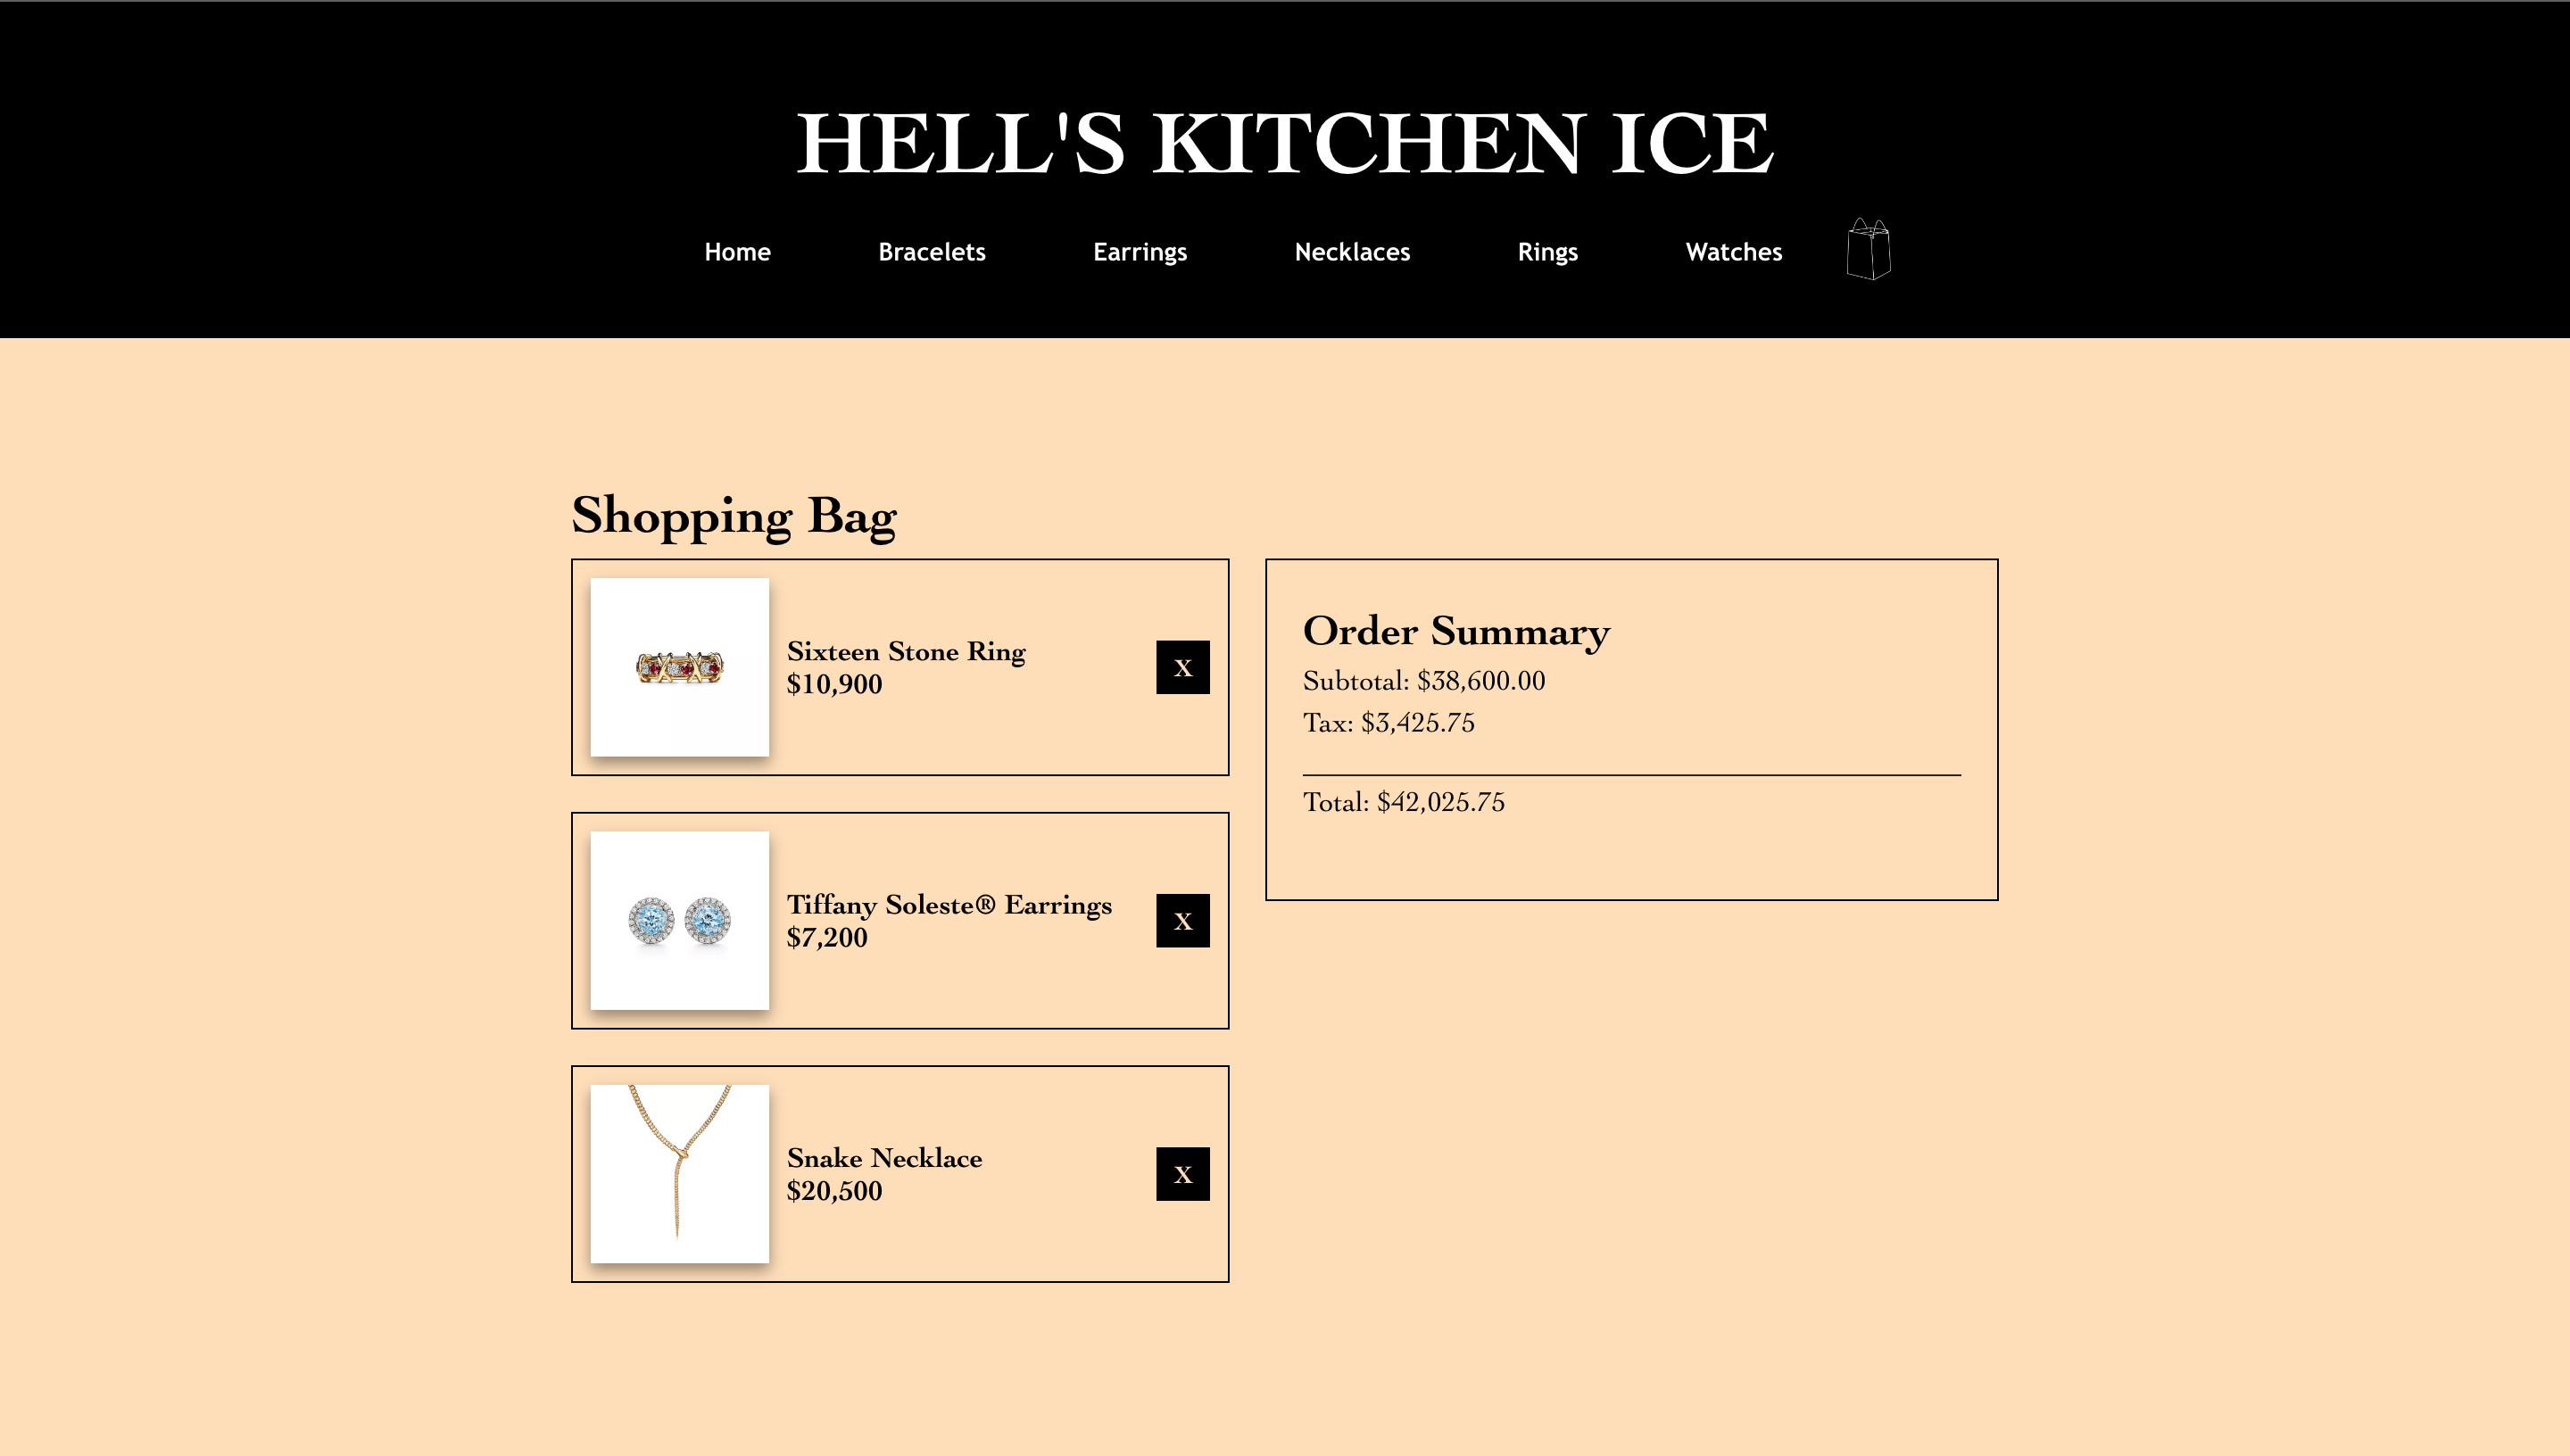 HELL'S KITCHEN ICE
Home Bracelets Earrings Necklaces Rings Watches
Shopping Bag
Sixteen Stone Ring
$10,900
X
Tiffany Soleste® Earrings
$7,200
X
Snake Necklace
$20,500
X
Order Summary
Subtotal: $38,600.00
Tax: $3,425.75
Total: $42,025.75